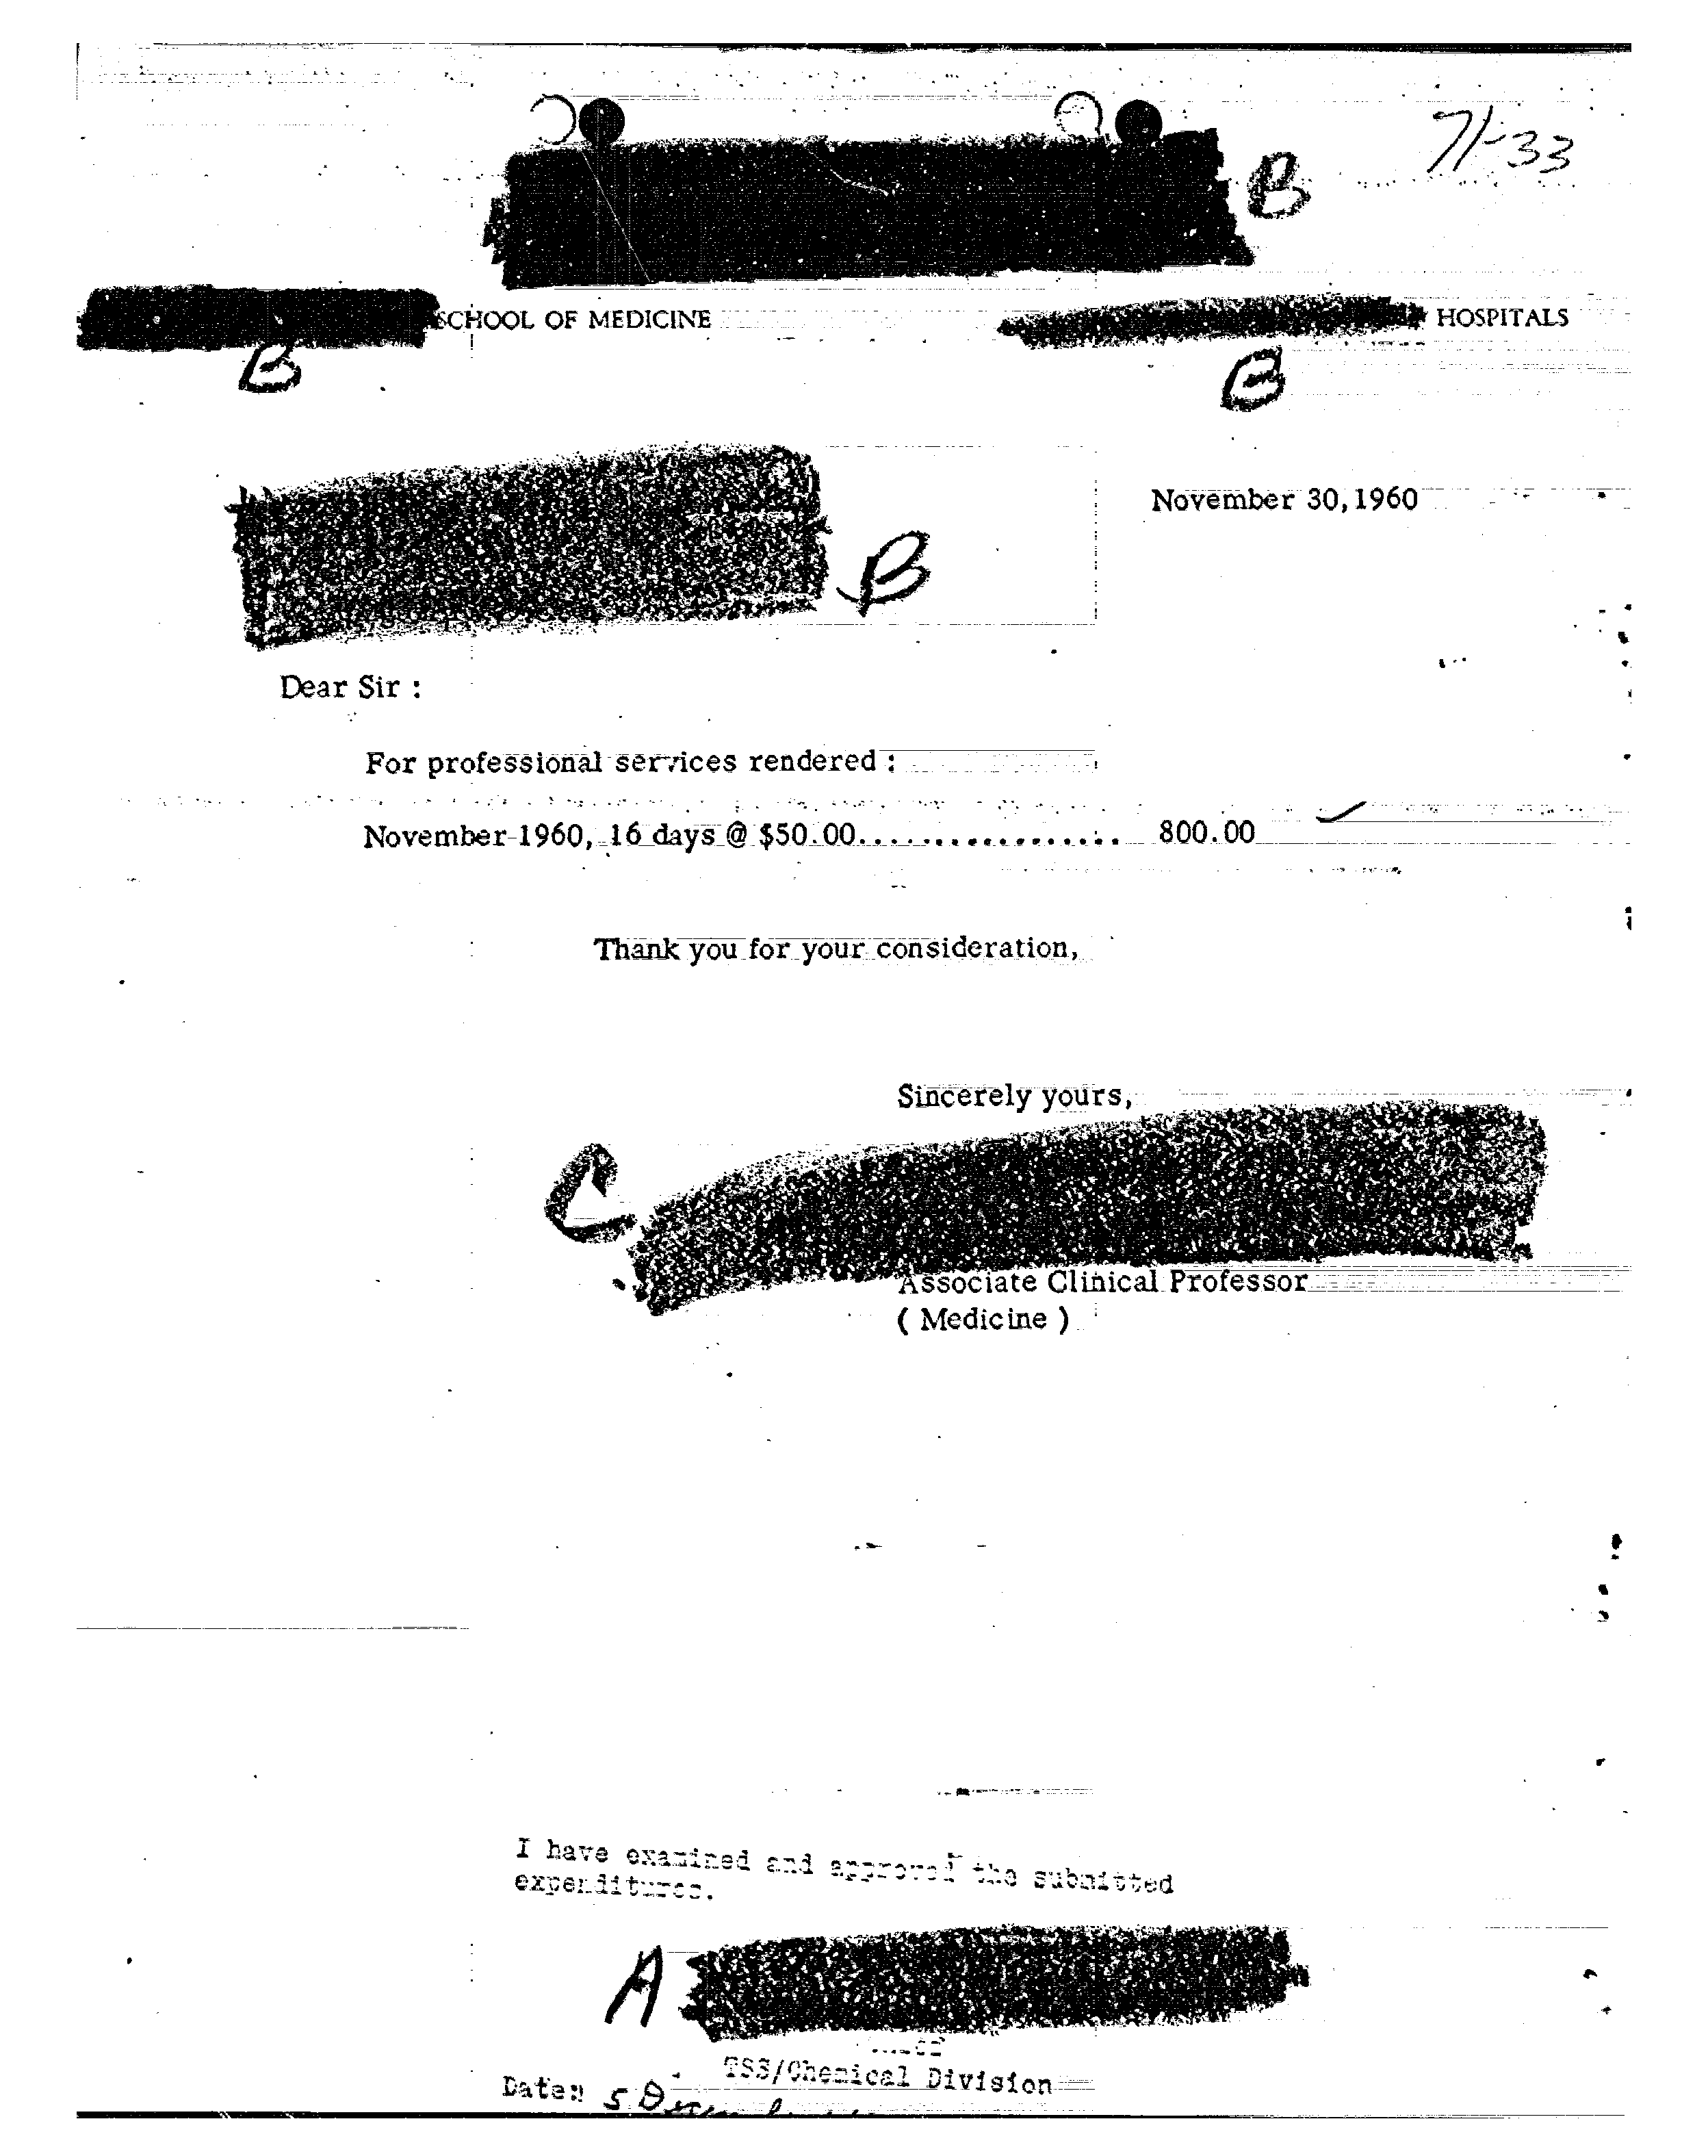 71-33
B
SCHOOL OF MEDICINE HOSPITALS
B B
November 30, 1960
B
Dear Sir :
For professional services rendered :
November 1960, 16 days @ $50.00.................. 800.00
Thank you for your consideration,
Sincerely yours,
C
Associate Clinical Professor
( Medicine )
I have examined and approved the submitted
expenditures.
A
TSS/Chemical Division
Date: 5 December